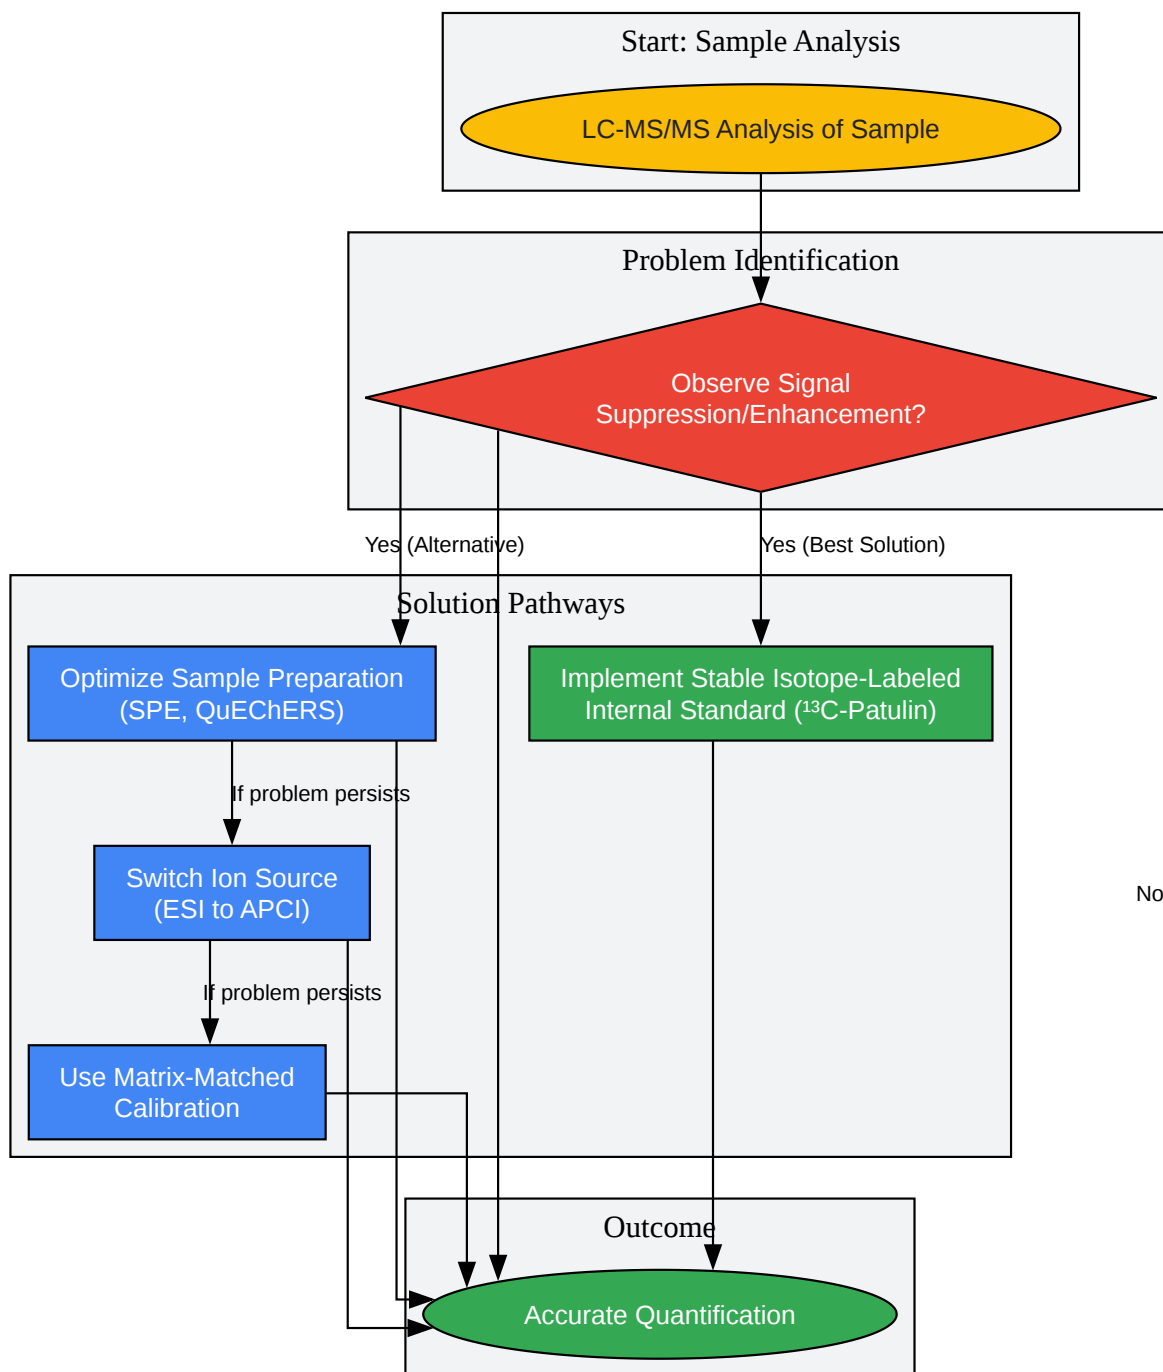 Start: Sample Analysis
LC-MS/MS Analysis of Sample
Problem Identification
Observe Signal
Suppression/Enhancement?
Yes (Alternative)
Yes (Best Solution)
Solution Pathways
Optimize Sample Preparation
(SPE, QuEChERS)
Implement Stable Isotope-Labeled
Internal Standard (¹³C-Patulin)
If problem persists
Switch Ion Source
(ESI to APCI)
No
If problem persists
Use Matrix-Matched
Calibration
Outcome
Accurate Quantification